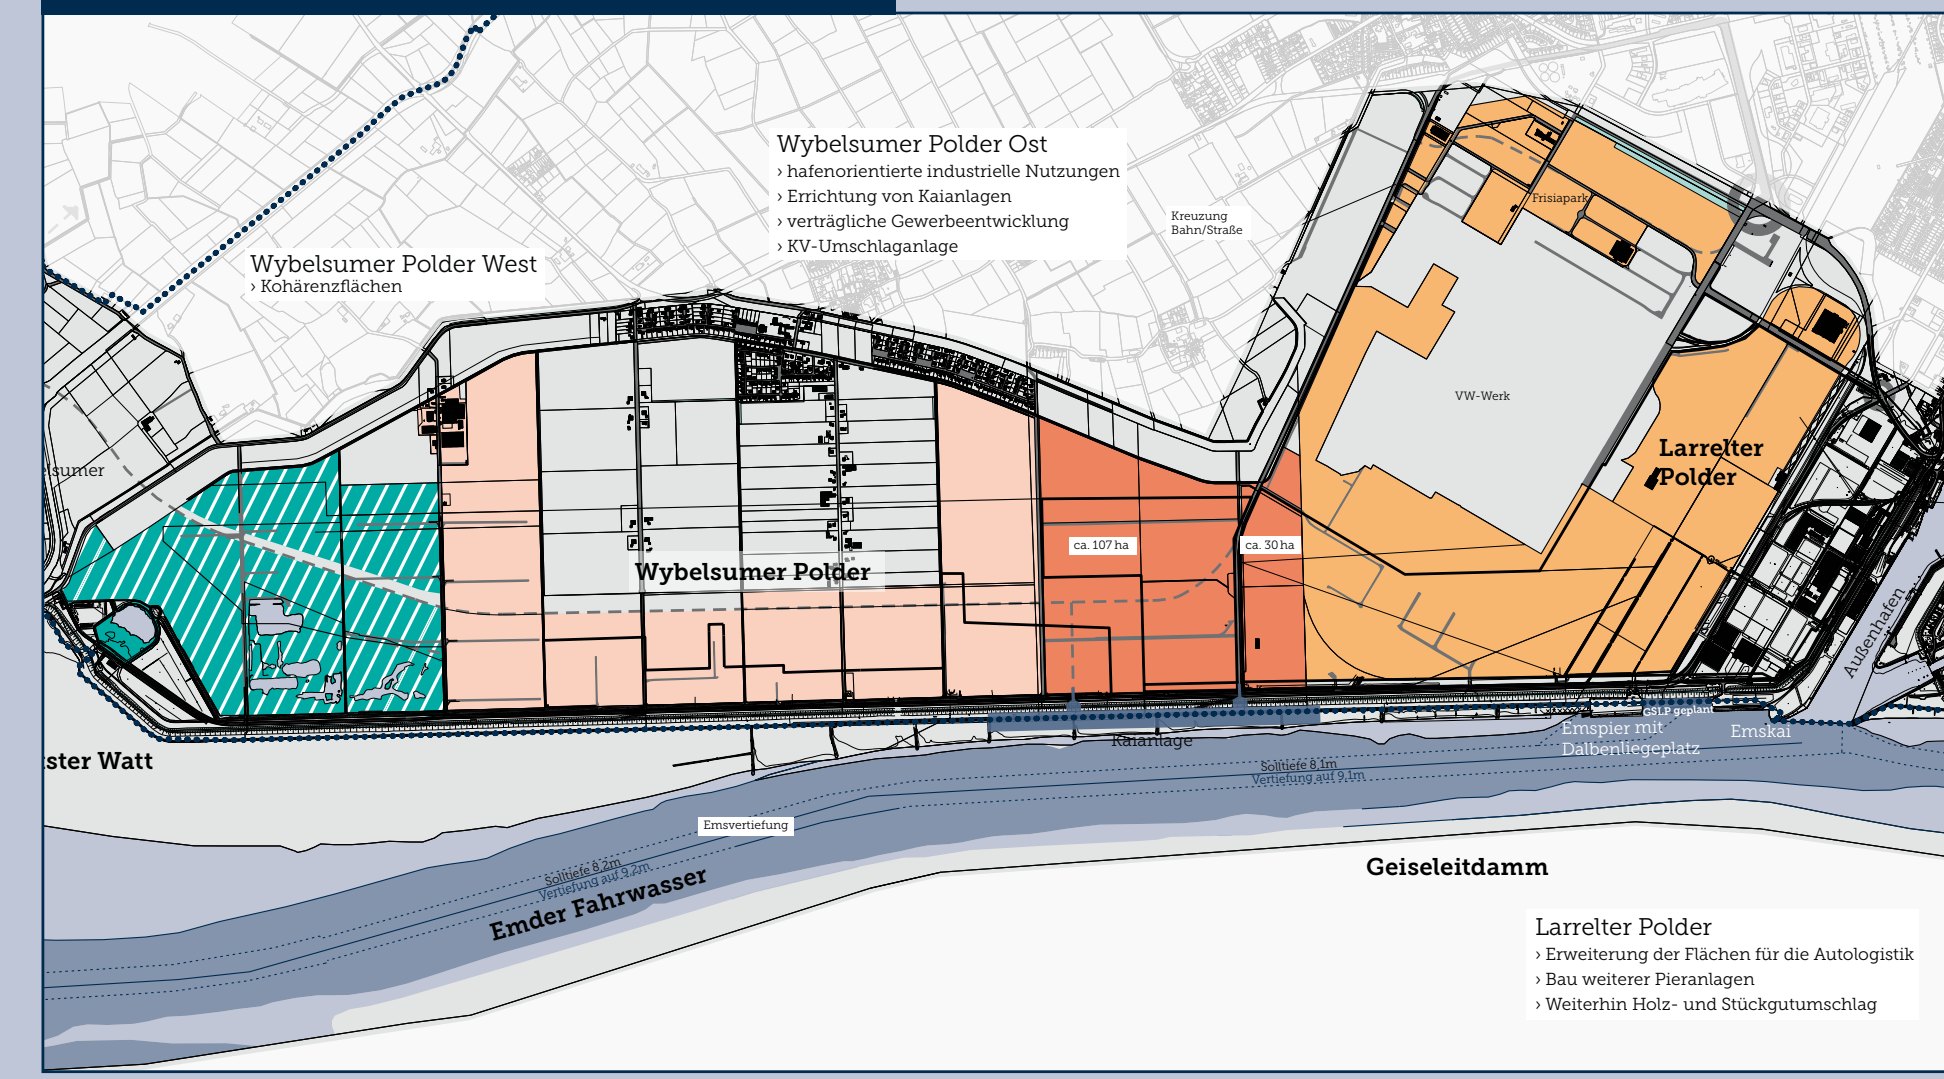 Wybelsumer Polder Ost
› hafenorientierte industrielle Nutzungen
› Errichtung von Kaianlagen
› verträgliche Gewerbeentwicklung
› KV-Umschlaganlage
Kreuzung
Bahn/Straße
Frisiapark
Wybelsumer Polder West
› Kohärenzflächen
VW-Werk
Larrelter
Polder
elsumer
ca. 107 ha
ca. 30 ha
Wybelsumer Polder
Außenhafen
GSLP geplant
Emspier mit
Dalbenliegeplatz
Emskai
Kaianlage
ster Watt
Solltiefe 8,1m
Vertiefung auf 9,1m
Emsvertiefung
Solltiefe 8,2m
Vertiefung auf 9,2m
Emder Fahrwasser
Geiseleitdamm
Larrelter Polder
› Erweiterung der Flächen für die Autologistik
› Bau weiterer Pieranlagen
› Weiterhin Holz- und Stückgutumschlag